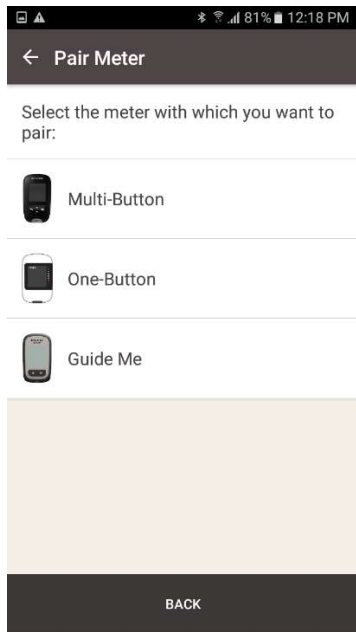 81% 12:18 PM
Pair Meter
Select the meter with which you want to
pair:
Multi-Button
One-Button
Guide Me
BACK